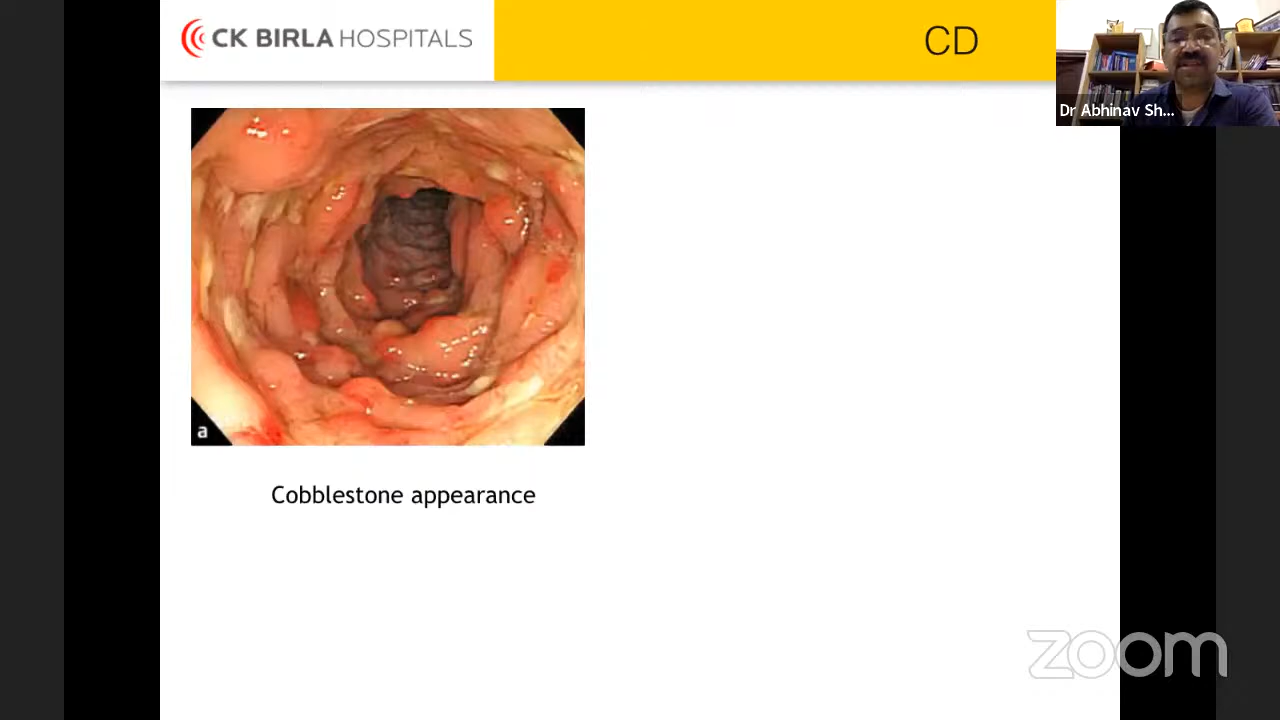 CK BIRLA HOSPITALS
CD
Dr Abhinav Sh...
a
Cobblestone appearance
zoom